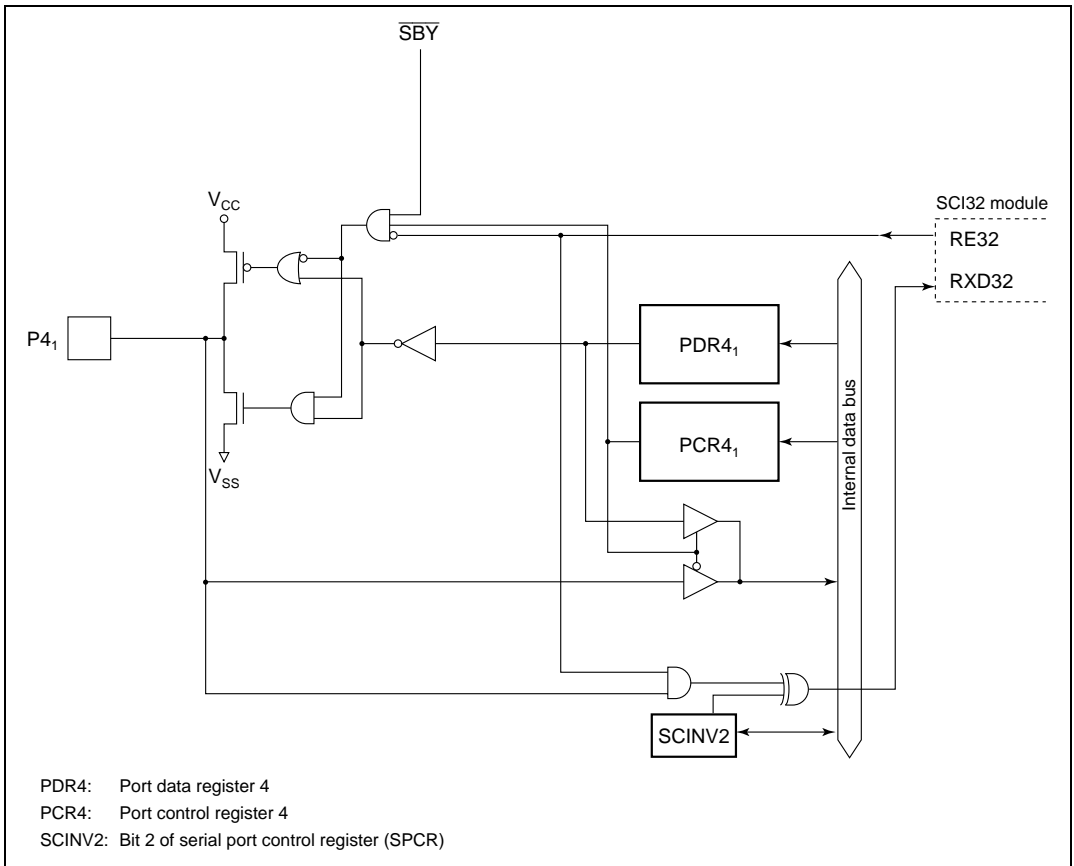 SBY
VCC
SCI32 module
RE32
RXD32
P41
PDR41
PCR41
Internal data bus
VSS
SCINV2
PDR4: Port data register 4
PCR4: Port control register 4
SCINV2: Bit 2 of serial port control register (SPCR)